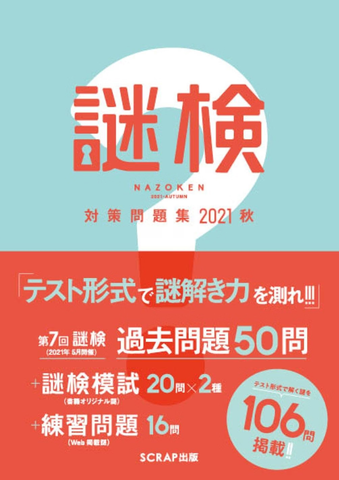 謎検
NAZOKEN
2021-AUTUMN
対策問題集 2021 秋
「テスト形式で謎解き力を測れ!!!」
第7回 謎検 過去問題50問
(2021年 5月開催)
+謎検模試 20問×2種
(書籍オリジナル謎)
+練習問題 16問
(Web 掲載謎)
テスト形式で解く謎を
106問
掲載!!
SCRAP出版